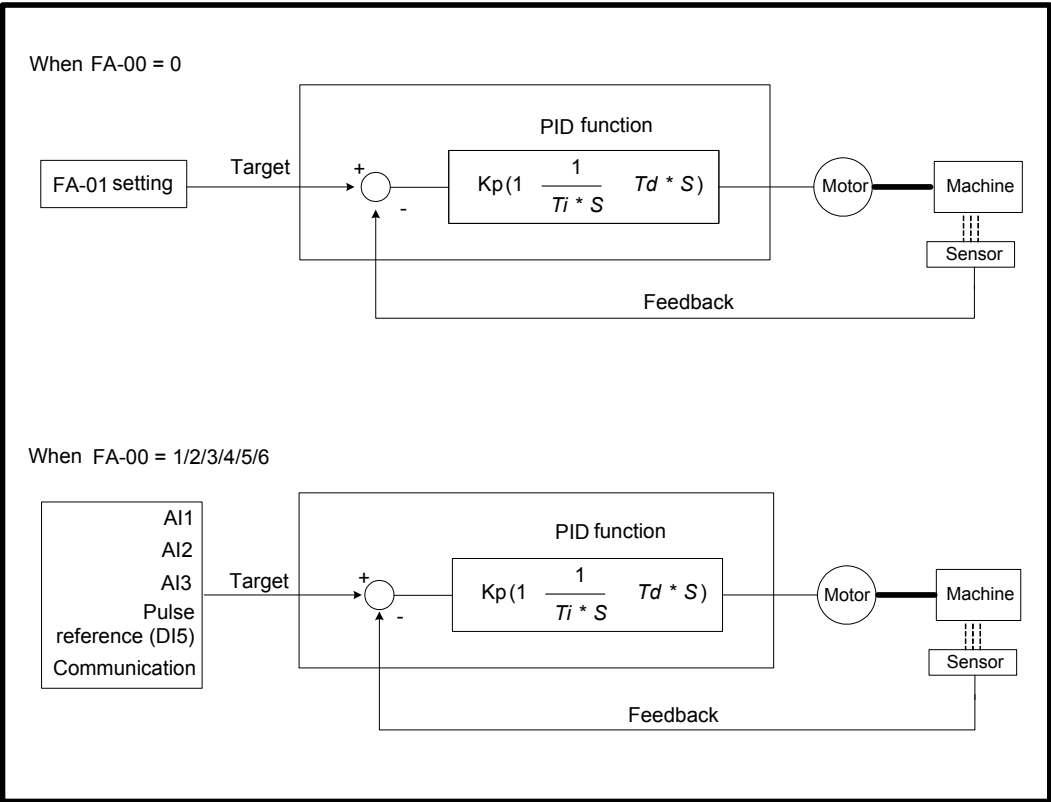 When FA-00 = 0
PID function
FA-01 setting
Target
+
-
Kp(1 1 / Ti * S Td * S)
Motor
Machine
Sensor
Feedback
When FA-00 = 1/2/3/4/5/6
AI1
AI2
AI3
Pulse
reference (DI5)
Communication
Target
+
-
PID function
Kp(1 1 / Ti * S Td * S)
Motor
Machine
Sensor
Feedback